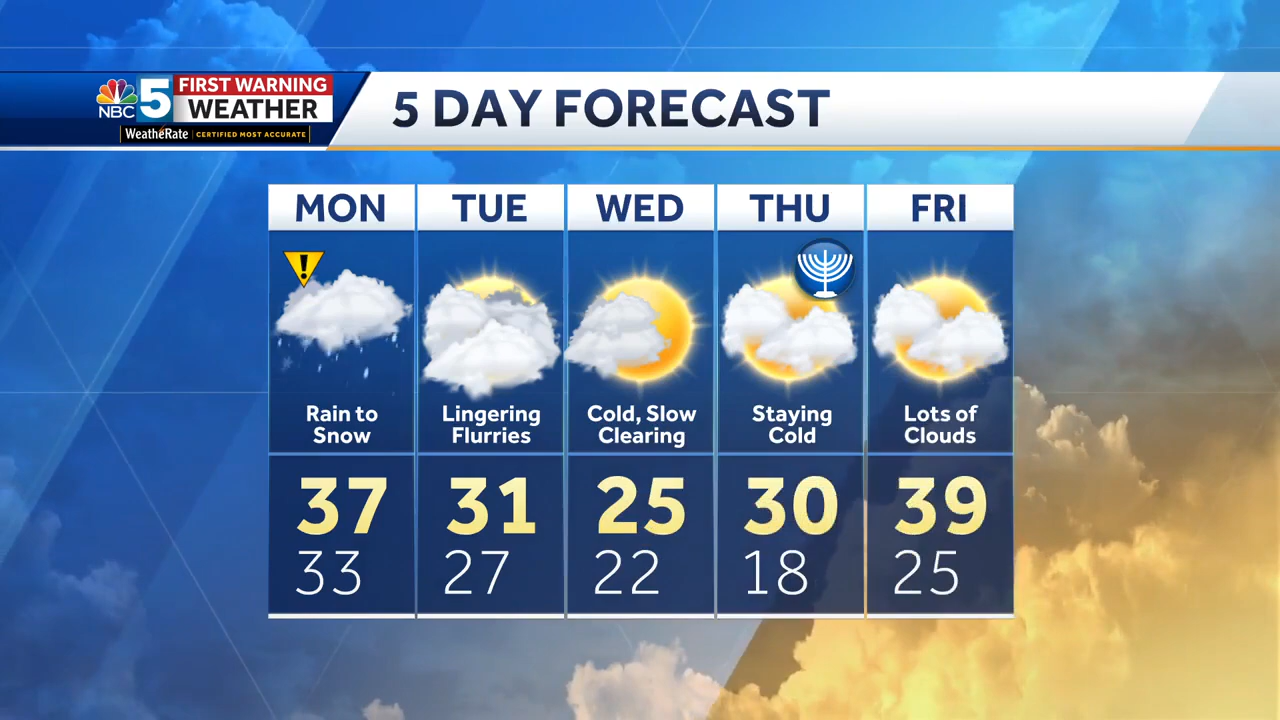 NBC 5 FIRST WARNING
WEATHER
WeatheRate CERTIFIED MOST ACCURATE
5 DAY FORECAST
MON TUE WED THU FRI
!
Rain to
Snow
Lingering
Flurries
Cold, Slow
Clearing
Staying
Cold
Lots of
Clouds
37 31 25 30 39
33 27 22 18 25